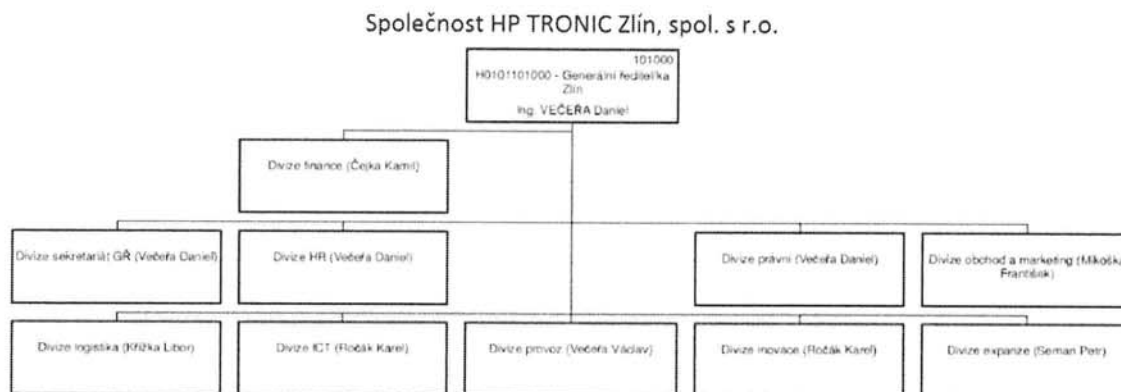 Společnost HP TRONIC Zlín, spol. s r.o.
101000
H0101101000 - Generální ředitelka
Zlín
Ing. VEČEŘA Daniel
Divize finance (Čejka Kamil)
Divize sekretariát GŘ (Večeřa Daniel)
Divize HR (Večeřa Daniel)
Divize právní (Večeřa Daniel)
Divize obchod a marketing (Mikoška
František)
Divize logistika (Křížka Libor)
Divize ICT (Ročák Karel)
Divize provoz (Večeřa Václav)
Divize inovace (Ročák Karel)
Divize expanze (Seman Petr)